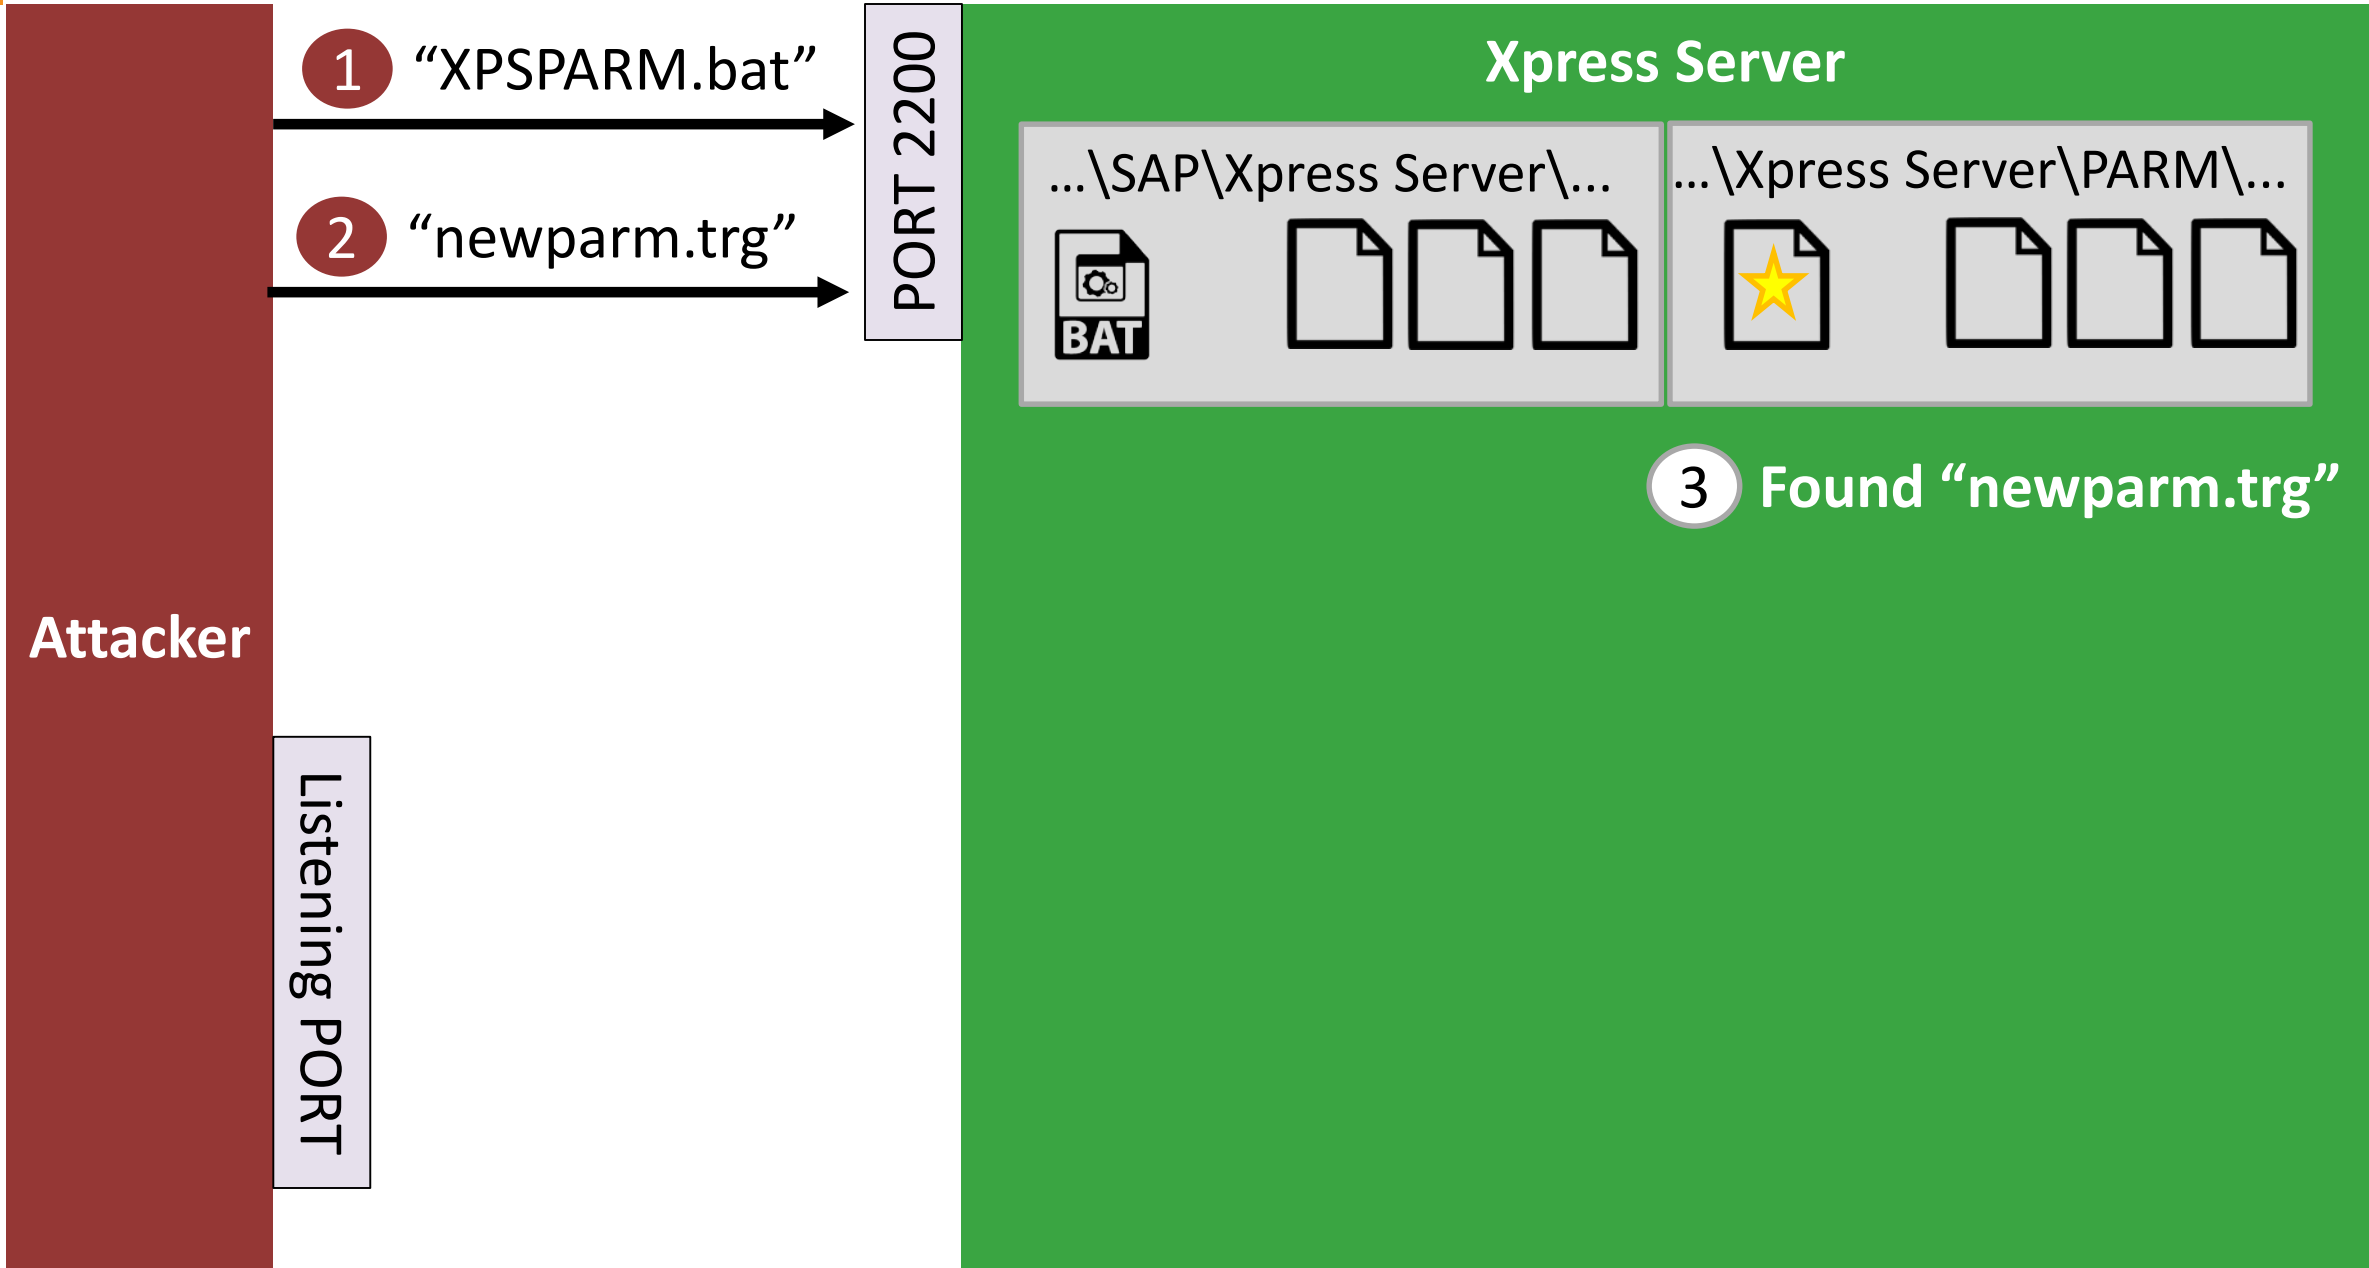 1 “XPSPARM.bat”
2 “newparm.trg”
PORT 2200
Xpress Server
...\SAP\Xpress Server\...
...\Xpress Server\PARM\...
BAT
3 Found “newparm.trg”
Attacker
Listening PORT